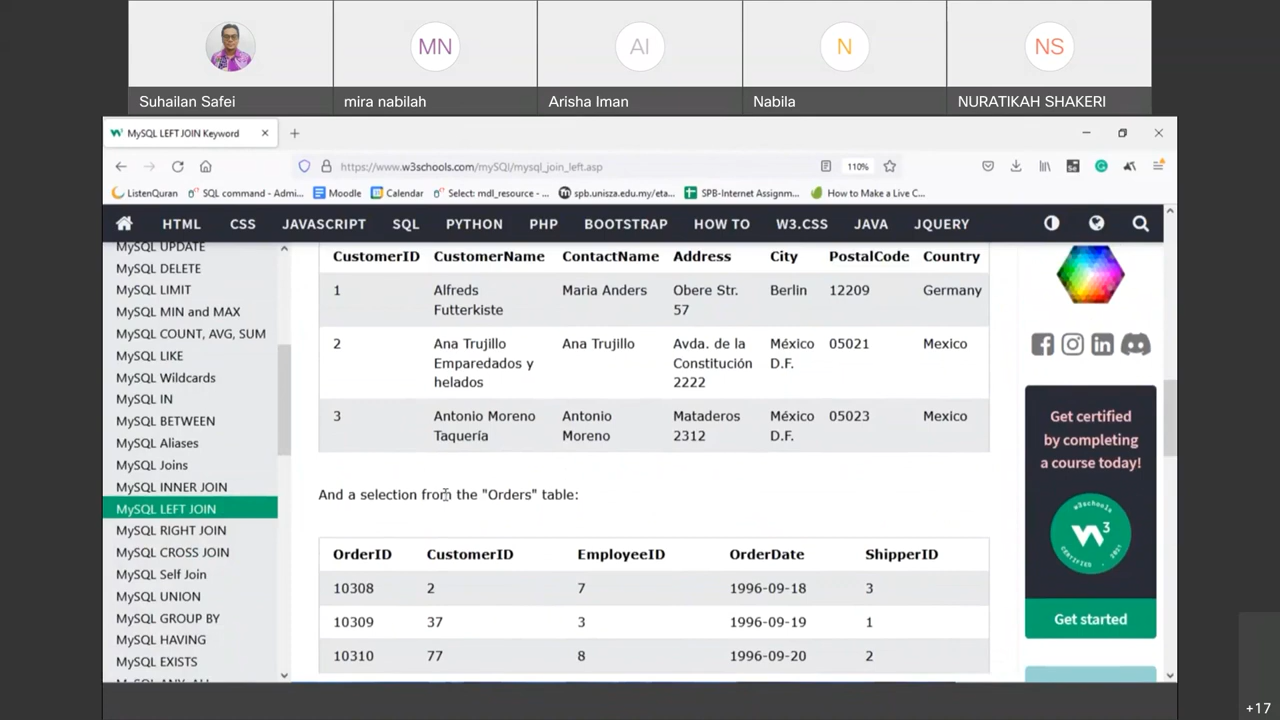 MN
AI
N
NS
Suhailan Safei
mira nabilah
Arisha Iman
Nabila
NURATIKAH SHAKERI
MySQL LEFT JOIN Keyword
https://www.w3schools.com/mySQl/mysql_join_left.asp
110%
ListenQuran
SQL command - Admi...
Moodle
Calendar
Select: mdl_resource - ...
spb.unisza.edu.my/eta...
SPB-Internet Assignm...
How to Make a Live C...
HTML
CSS
JAVASCRIPT
SQL
PYTHON
PHP
BOOTSTRAP
HOW TO
W3.CSS
JAVA
JQUERY
MySQL UPDATE
MySQL DELETE
MySQL LIMIT
MySQL MIN and MAX
MySQL COUNT, AVG, SUM
MySQL LIKE
MySQL Wildcards
MySQL IN
MySQL BETWEEN
MySQL Aliases
MySQL Joins
MySQL INNER JOIN
MySQL LEFT JOIN
MySQL RIGHT JOIN
MySQL CROSS JOIN
MySQL Self Join
MySQL UNION
MySQL GROUP BY
MySQL HAVING
MySQL EXISTS
CustomerID CustomerName ContactName Address City PostalCode Country
1 Alfreds Maria Anders Obere Str. Berlin 12209 Germany
Futterkiste 57
2 Ana Trujillo Ana Trujillo Avda. de la México 05021 Mexico
Emparedados y Constitución D.F.
helados 2222
3 Antonio Moreno Antonio Mataderos México 05023 Mexico
Taquería Moreno 2312 D.F.
And a selection from the "Orders" table:
OrderID CustomerID EmployeeID OrderDate ShipperID
10308 2 7 1996-09-18 3
10309 37 3 1996-09-19 1
10310 77 8 1996-09-20 2
Get certified
by completing
a course today!
w3schools
W3
CERTIFIED . 2021
Get started
+17